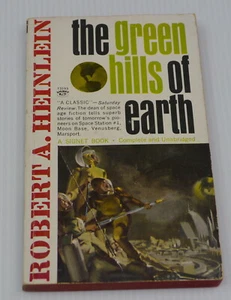 ROBERT A. HEINLEIN
the green
hills of
earth
"A CLASSIC"—Saturday
Review. The dean of space
age fiction tells superb
stories of tomorrow's pio-
neers on Space Station #1,
Moon Base, Venusberg,
Marsport.
A SIGNET BOOK • Complete and Unabridged